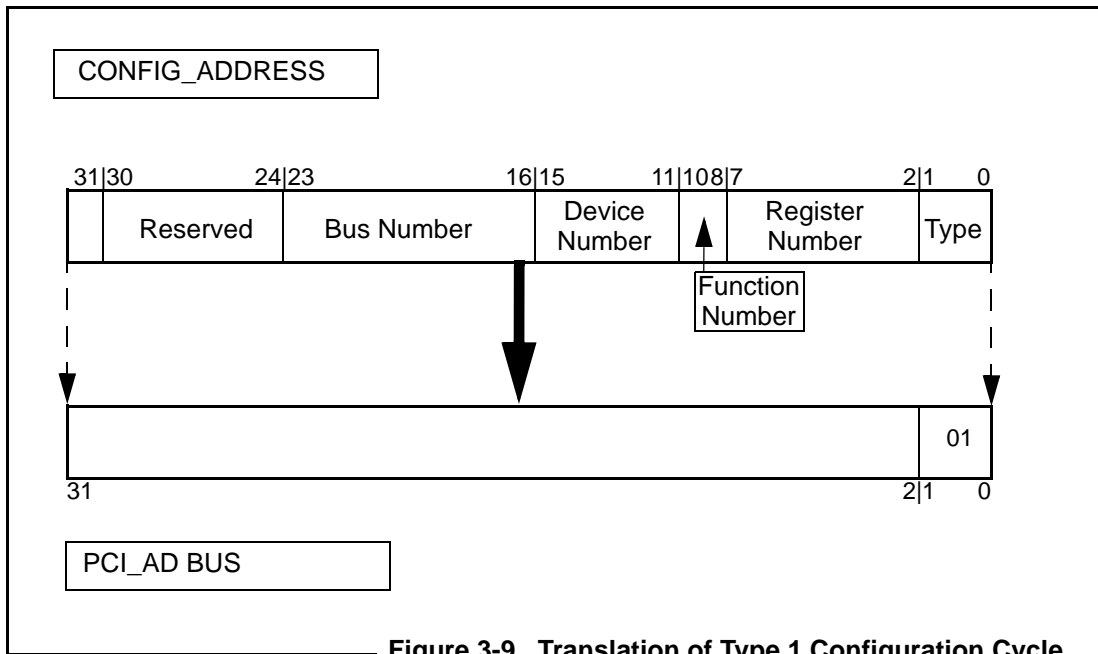 CONFIG_ADDRESS
31|30 24|23 16|15 11|108|7 2|1 0
Reserved Bus Number Device Number Register Number Type
Function
Number
01
31 2|1 0
PCI_AD BUS
Figure 3-9. Translation of Type 1 Configuration Cycle